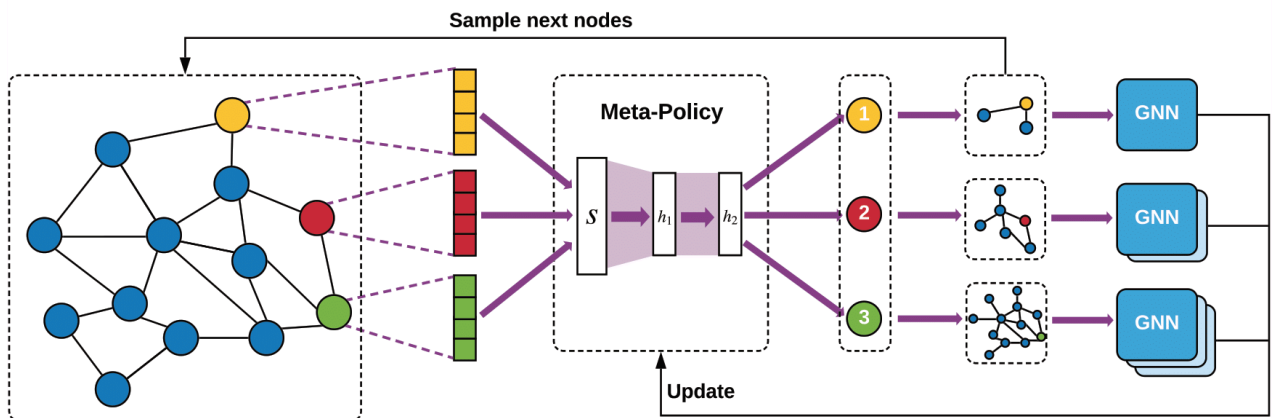 Sample next nodes
Meta-Policy
S
h₁
h₂
1
2
3
GNN
GNN
GNN
Update